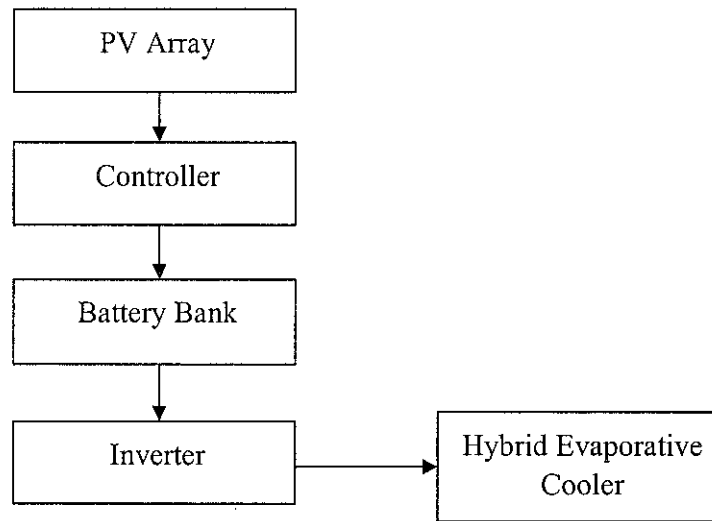 PV Array
Controller
Battery Bank
Inverter
Hybrid Evaporative
Cooler